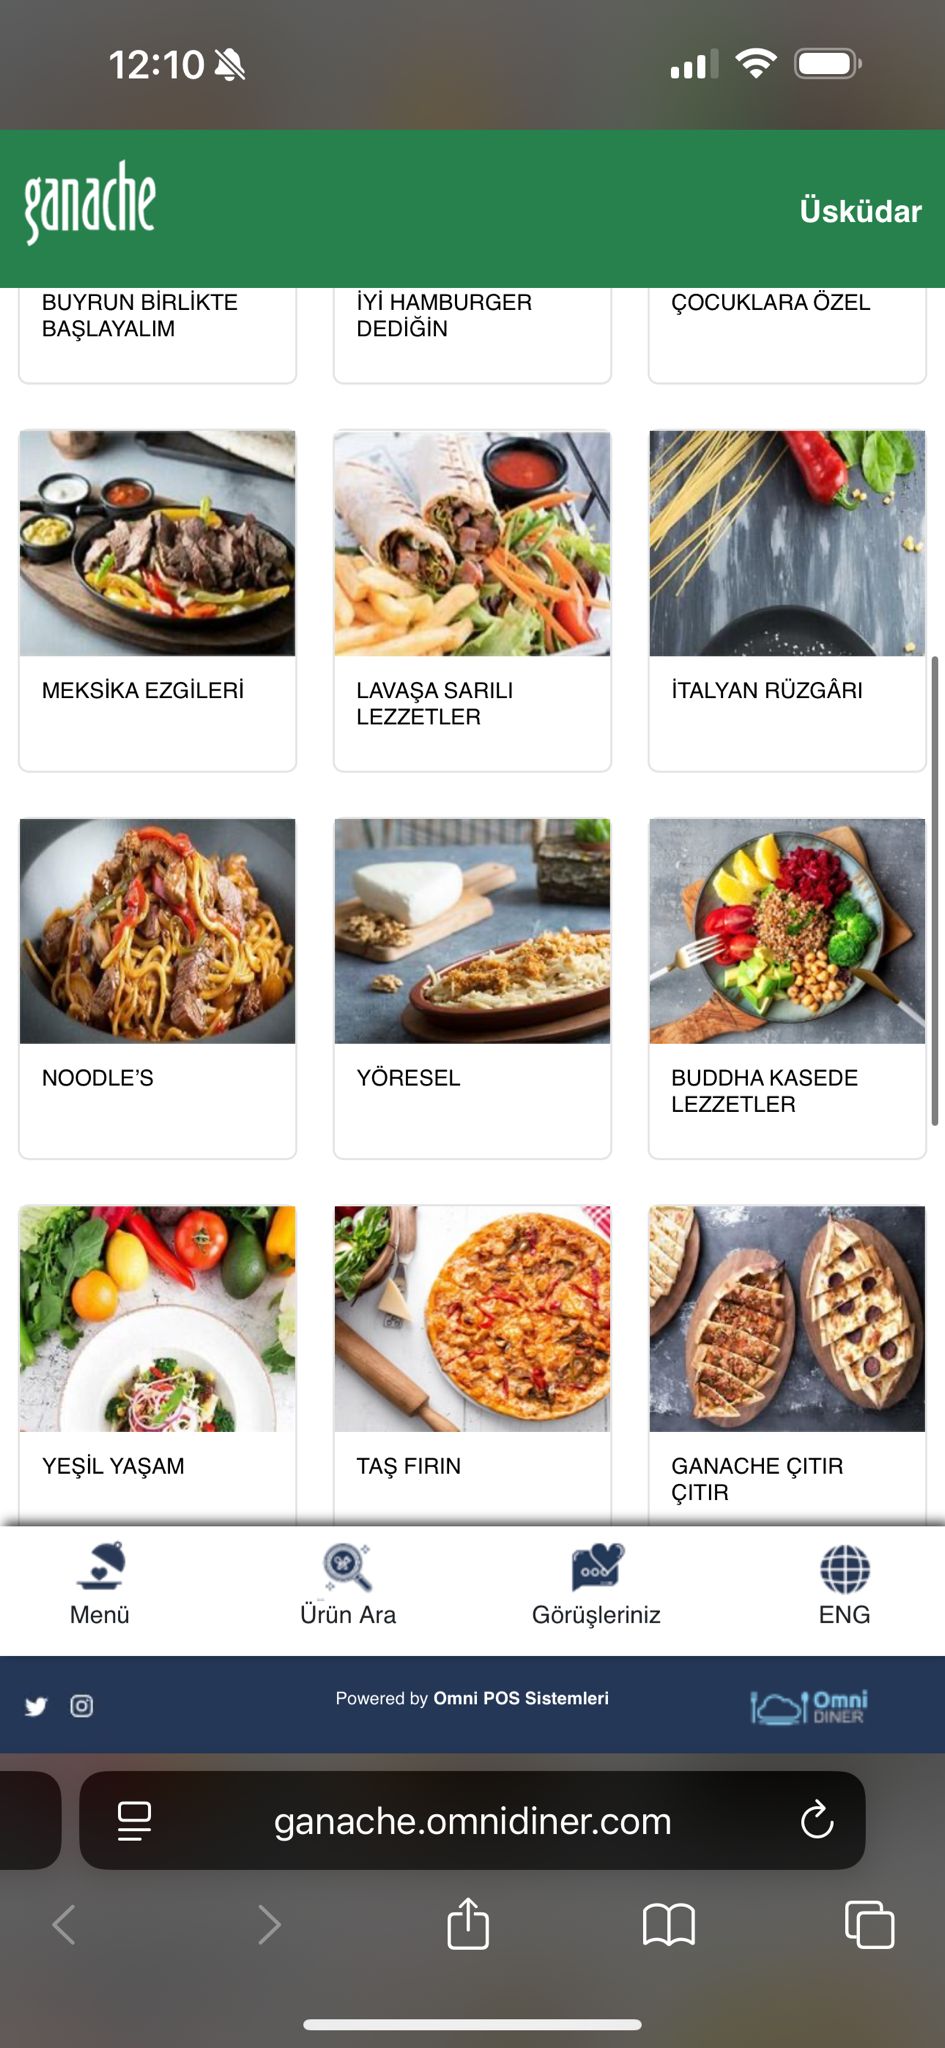 12:10
ganache
Üsküdar
BUYRUN BİRLİKTE
BAŞLAYALIM
İYİ HAMBURGER
DEDİĞİN
ÇOCUKLARA ÖZEL
MEKSİKA EZGİLERİ
LAVAŞA SARILI
LEZZETLER
İTALYAN RÜZGÂRI
NOODLE’S
YÖRESEL
BUDDHA KASEDE
LEZZETLER
YEŞİL YAŞAM
TAŞ FIRIN
GANACHE ÇITIR
ÇITIR
Menü
Ürün Ara
Görüşleriniz
ENG
Powered by Omni POS Sistemleri
Omni
DINER
ganache.omnidiner.com